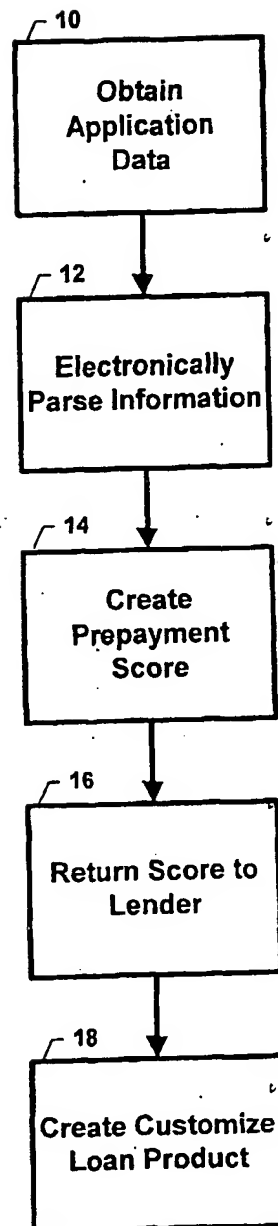 10
Obtain
Application
Data
12
Electronically
Parse Information
14
Create
Prepayment
Score
16
Return Score to
Lender
18
Create Customize
Loan Product